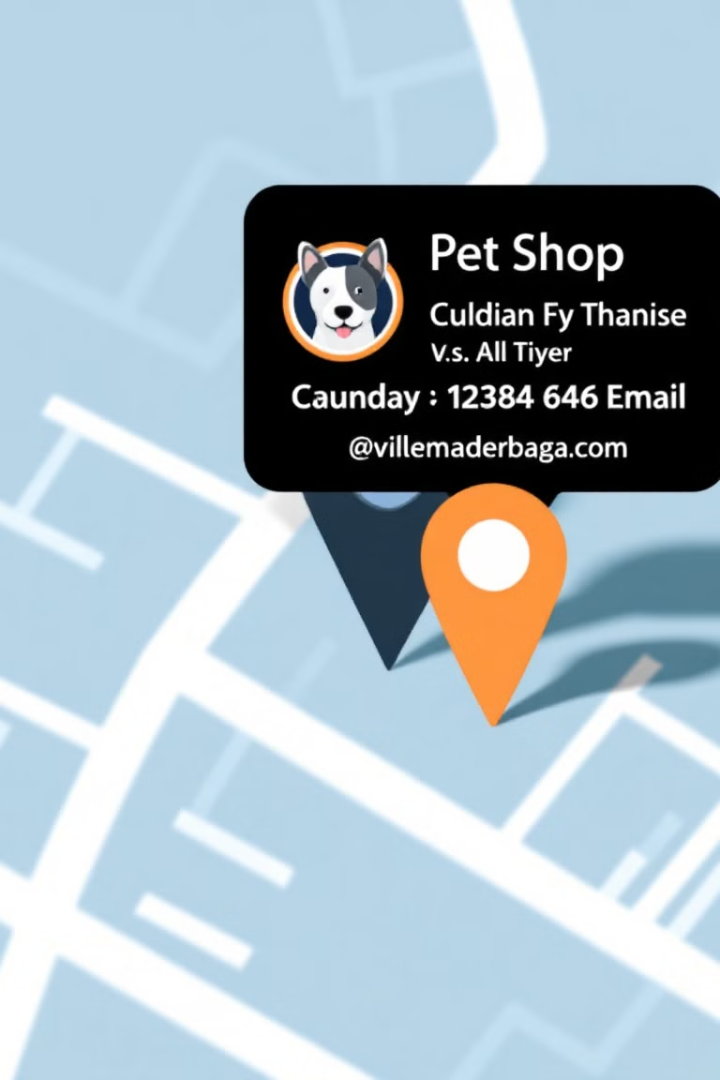 Pet Shop
Culdian Fy Thanise
V.s. All Tiyer
Caunday : 12384 646 Email
@villemaderbaga.com